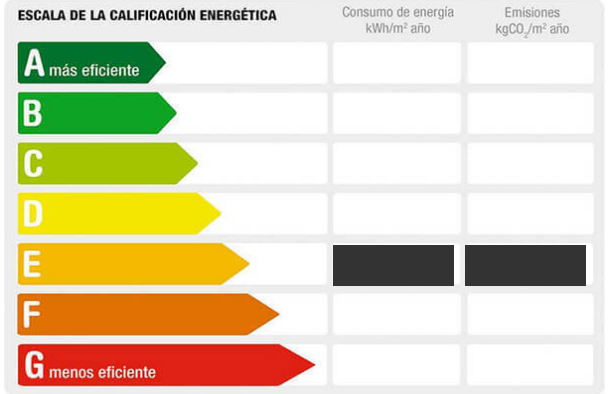 ESCALA DE LA CALIFICACIÓN ENERGÉTICA
Consumo de energía
kWh/m² año
Emisiones
kgCO₂/m² año
A más eficiente
B
C
D
E
F
G menos eficiente